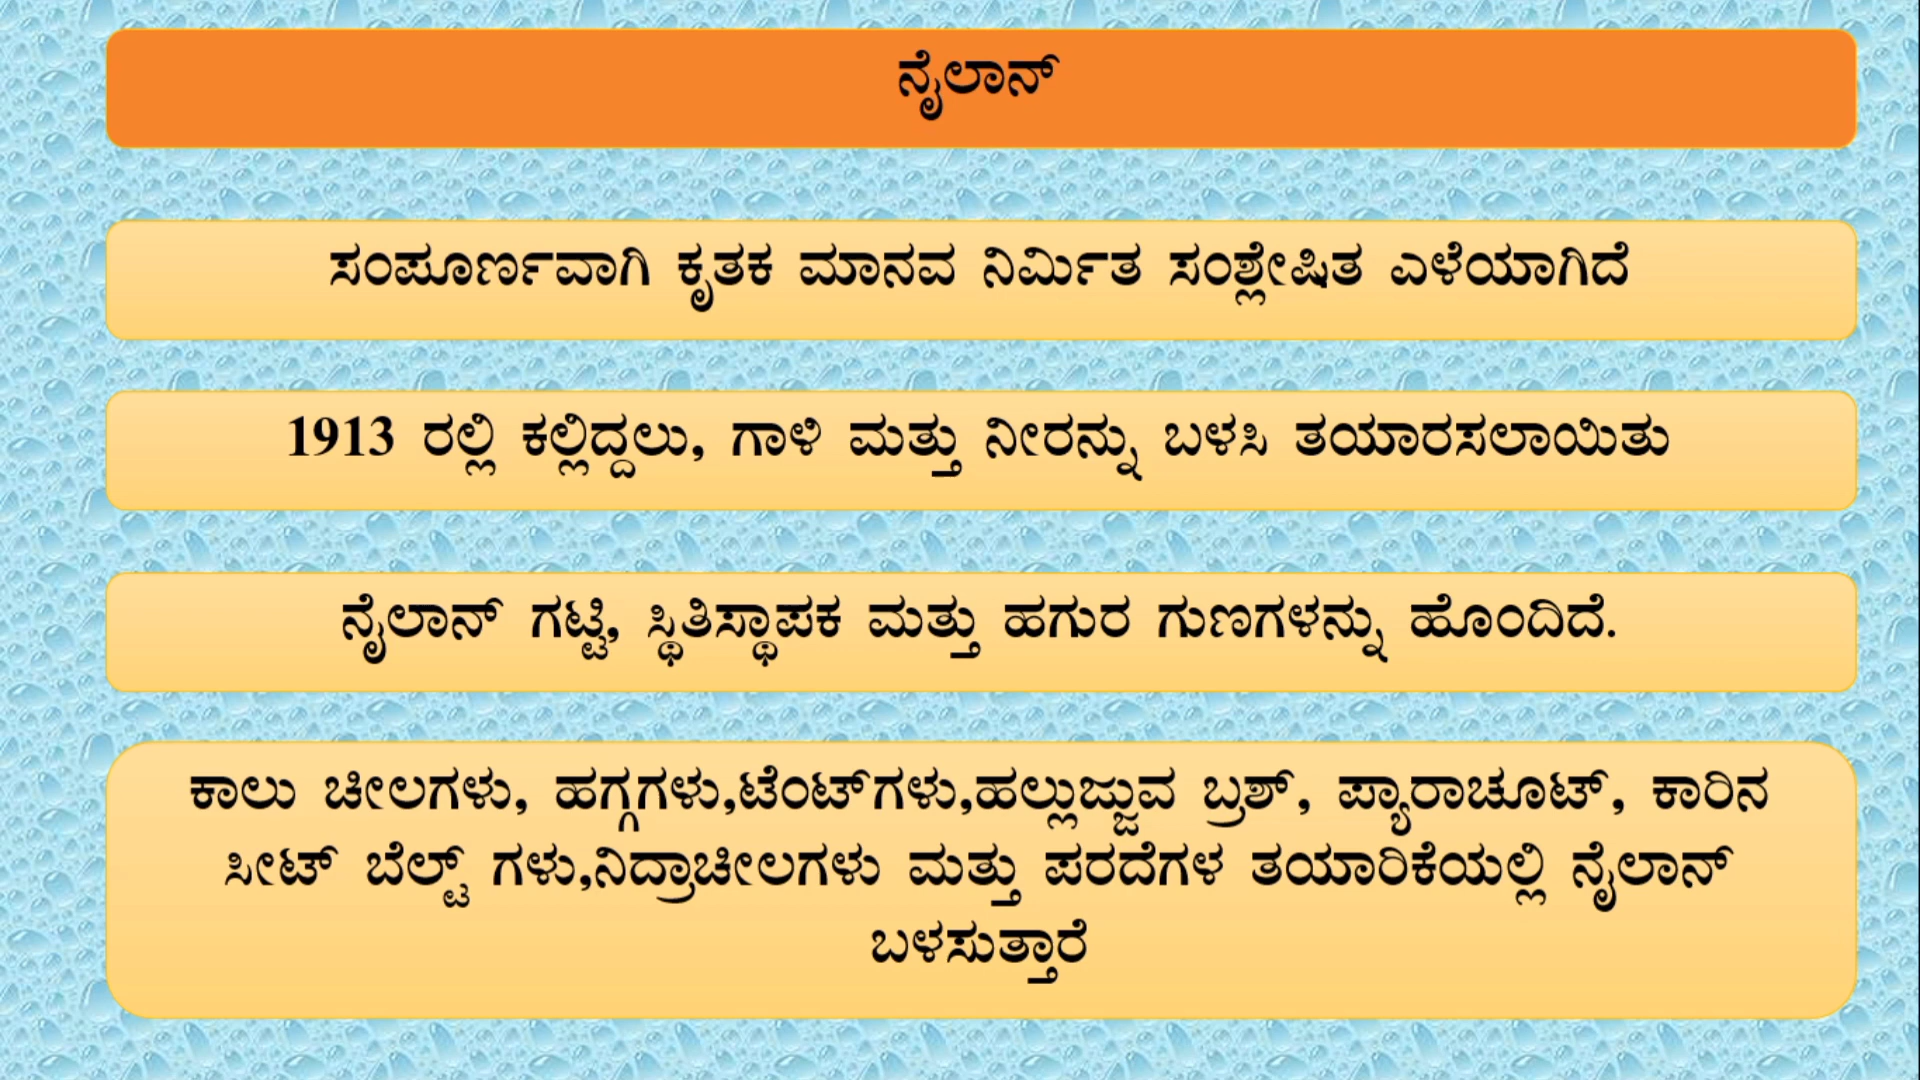 ನೈಲಾನ್
ಸಂಪೂರ್ಣವಾಗಿ ಕೃತಕ ಮಾನವ ನಿರ್ಮಿತ ಸಂಶ್ಲೇಷಿತ ಎಳೆಯಾಗಿದೆ
1913 ರಲ್ಲಿ ಕಲ್ಲಿದ್ದಲು, ಗಾಳಿ ಮತ್ತು ನೀರನ್ನು ಬಳಸಿ ತಯಾರಸಲಾಯಿತು
ನೈಲಾನ್ ಗಟ್ಟಿ, ಸ್ಥಿತಿಸ್ಥಾಪಕ ಮತ್ತು ಹಗುರ ಗುಣಗಳನ್ನು ಹೊಂದಿದೆ.
ಕಾಲು ಚೀಲಗಳು, ಹಗ್ಗಗಳು,ಟೆಂಟ್‌ಗಳು,ಹಲ್ಲುಜ್ಜುವ ಬ್ರಶ್, ಪ್ಯಾರಾಚೂಟ್, ಕಾರಿನ
ಸೀಟ್ ಬೆಲ್ಟ್ ಗಳು,ನಿದ್ರಾಚೀಲಗಳು ಮತ್ತು ಪರದೆಗಳ ತಯಾರಿಕೆಯಲ್ಲಿ ನೈಲಾನ್
ಬಳಸುತ್ತಾರೆ